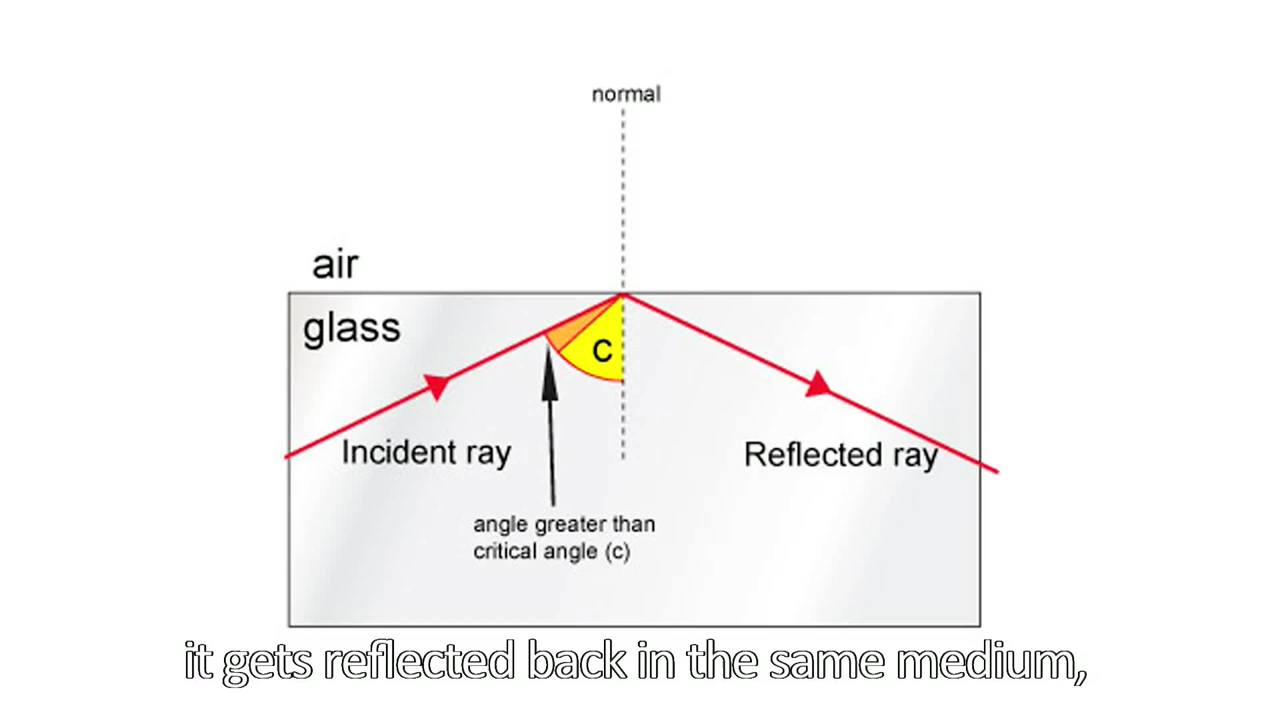 normal
air
glass
c
Incident ray
Reflected ray
angle greater than
critical angle (c)
it gets reflected back in the same medium,